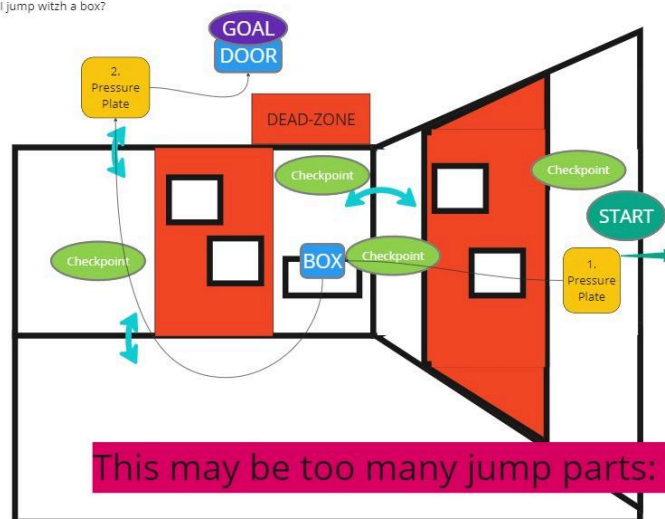 I jump witzh a box?
GOAL
DOOR
2.
Pressure
Plate
DEAD-ZONE
Checkpoint
Checkpoint
START
Checkpoint
Checkpoint
BOX
1.
Pressure
Plate
This may be too many jump parts: